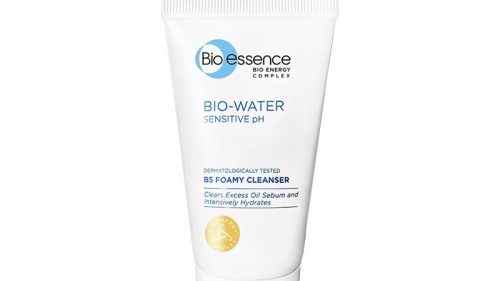 Bio essence
BIO ENERGY
COMPLEX
BIO-WATER
SENSITIVE pH
DERMATOLOGICALLY TESTED
B5 FOAMY CLEANSER
Clears Excess Oil Sebum and
Intensively Hydrates